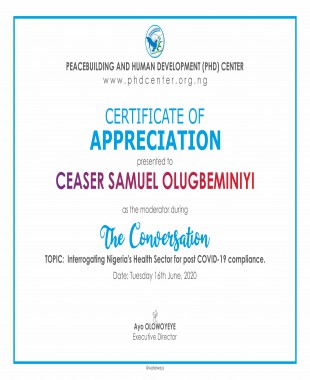 PEACEBUILDING AND HUMAN DEVELOPMENT (PHD) CENTER
www.phdcenter.org.ng
CERTIFICATE OF
APPRECIATION
presented to
CEASER SAMUEL OLUGBEMINIYI
as the moderator during
The Conversation
TOPIC: Interrogating Nigeria's Health Sector for post COVID-19 compliance.
Date: Tuesday 16th June, 2020
Ayo OLOWOYEYE
Executive Director